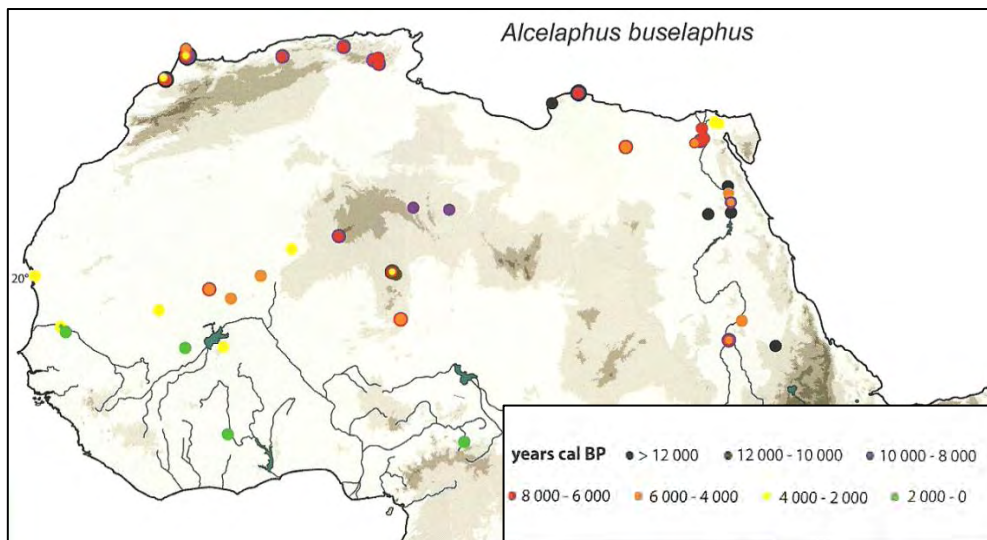 Alcelaphus buselaphus
20°
years cal BP
> 12 000
12 000 - 10 000
10 000 - 8 000
8 000 - 6 000
6 000 - 4 000
4 000 - 2 000
2 000 - 0